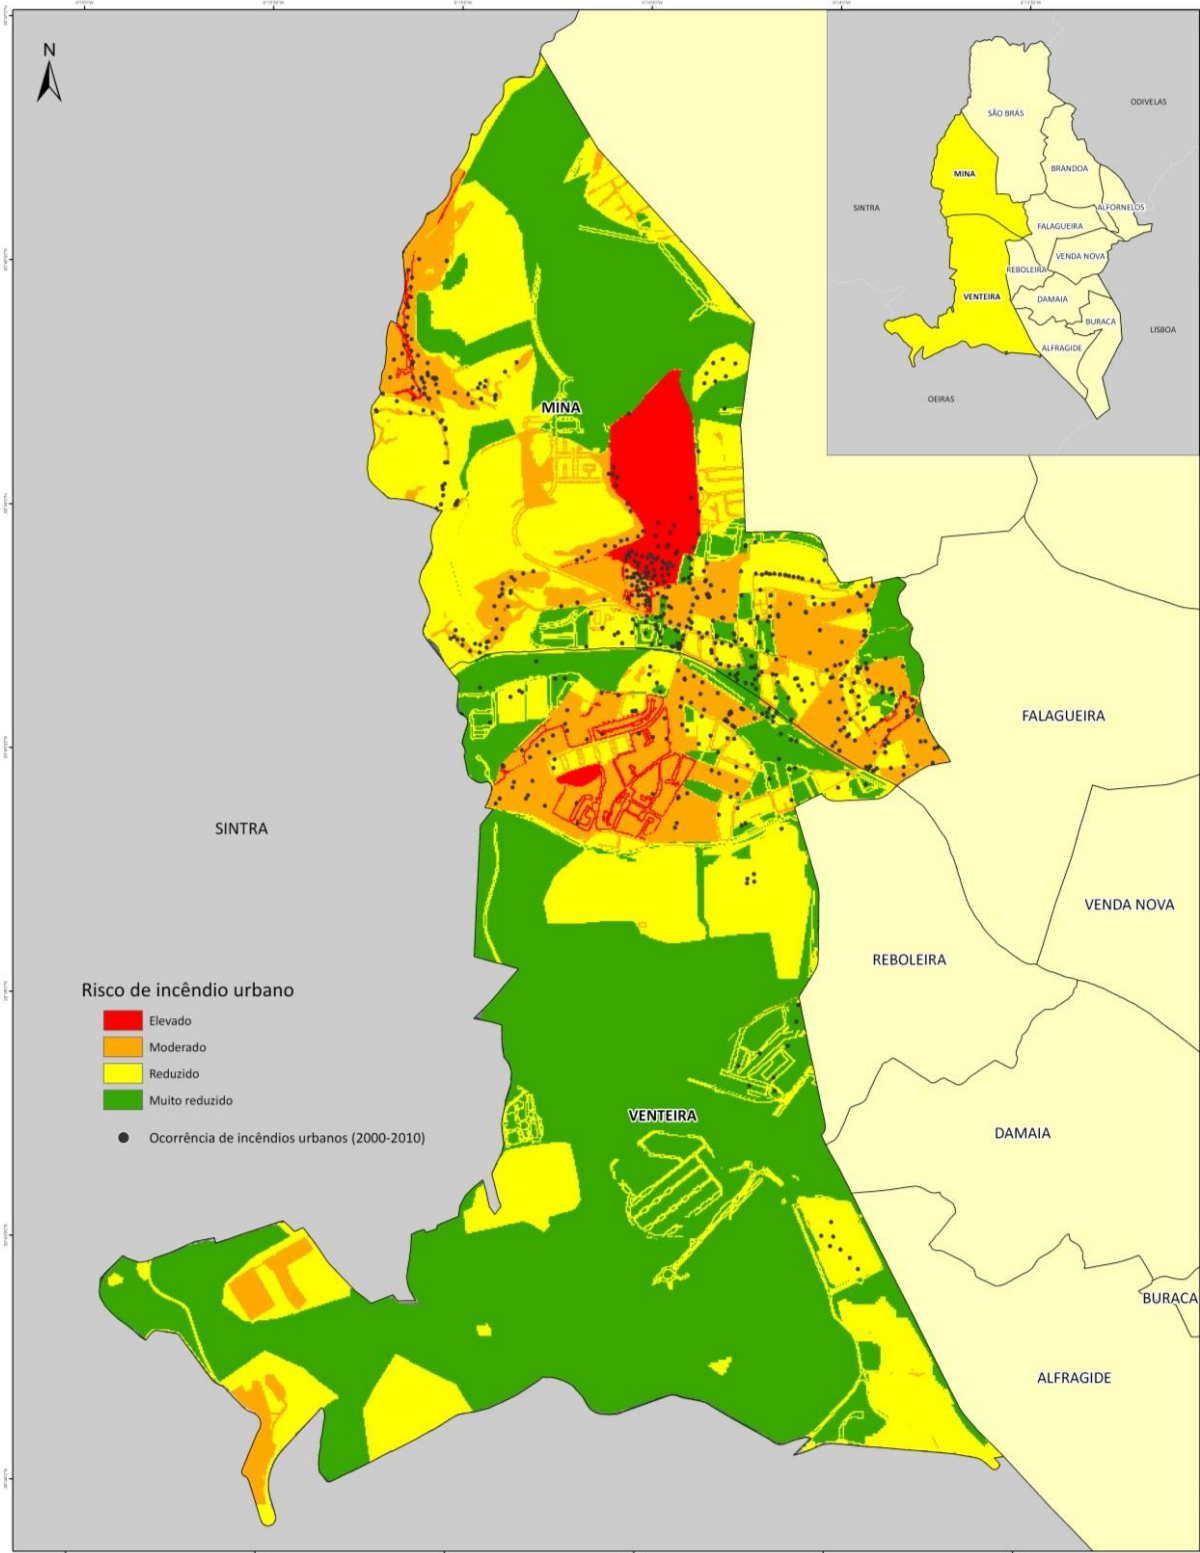 N
SÃO BRÁS
ODIVELAS
BRANDOA
MINA
ALFORNELOS
SINTRA
FALAGUEIRA
VENDA NOVA
REBOLEIRA
VENTEIRA
DAMAIA
BURACA
LISBOA
ALFRAGIDE
OEIRAS
MINA
FALAGUEIRA
SINTRA
VENDA NOVA
REBOLEIRA
Risco de incêndio urbano
Elevado
Moderado
Reduzido
Muito reduzido
Ocorrência de incêndios urbanos (2000-2010)
VENTEIRA
DAMAIA
BURACA
ALFRAGIDE